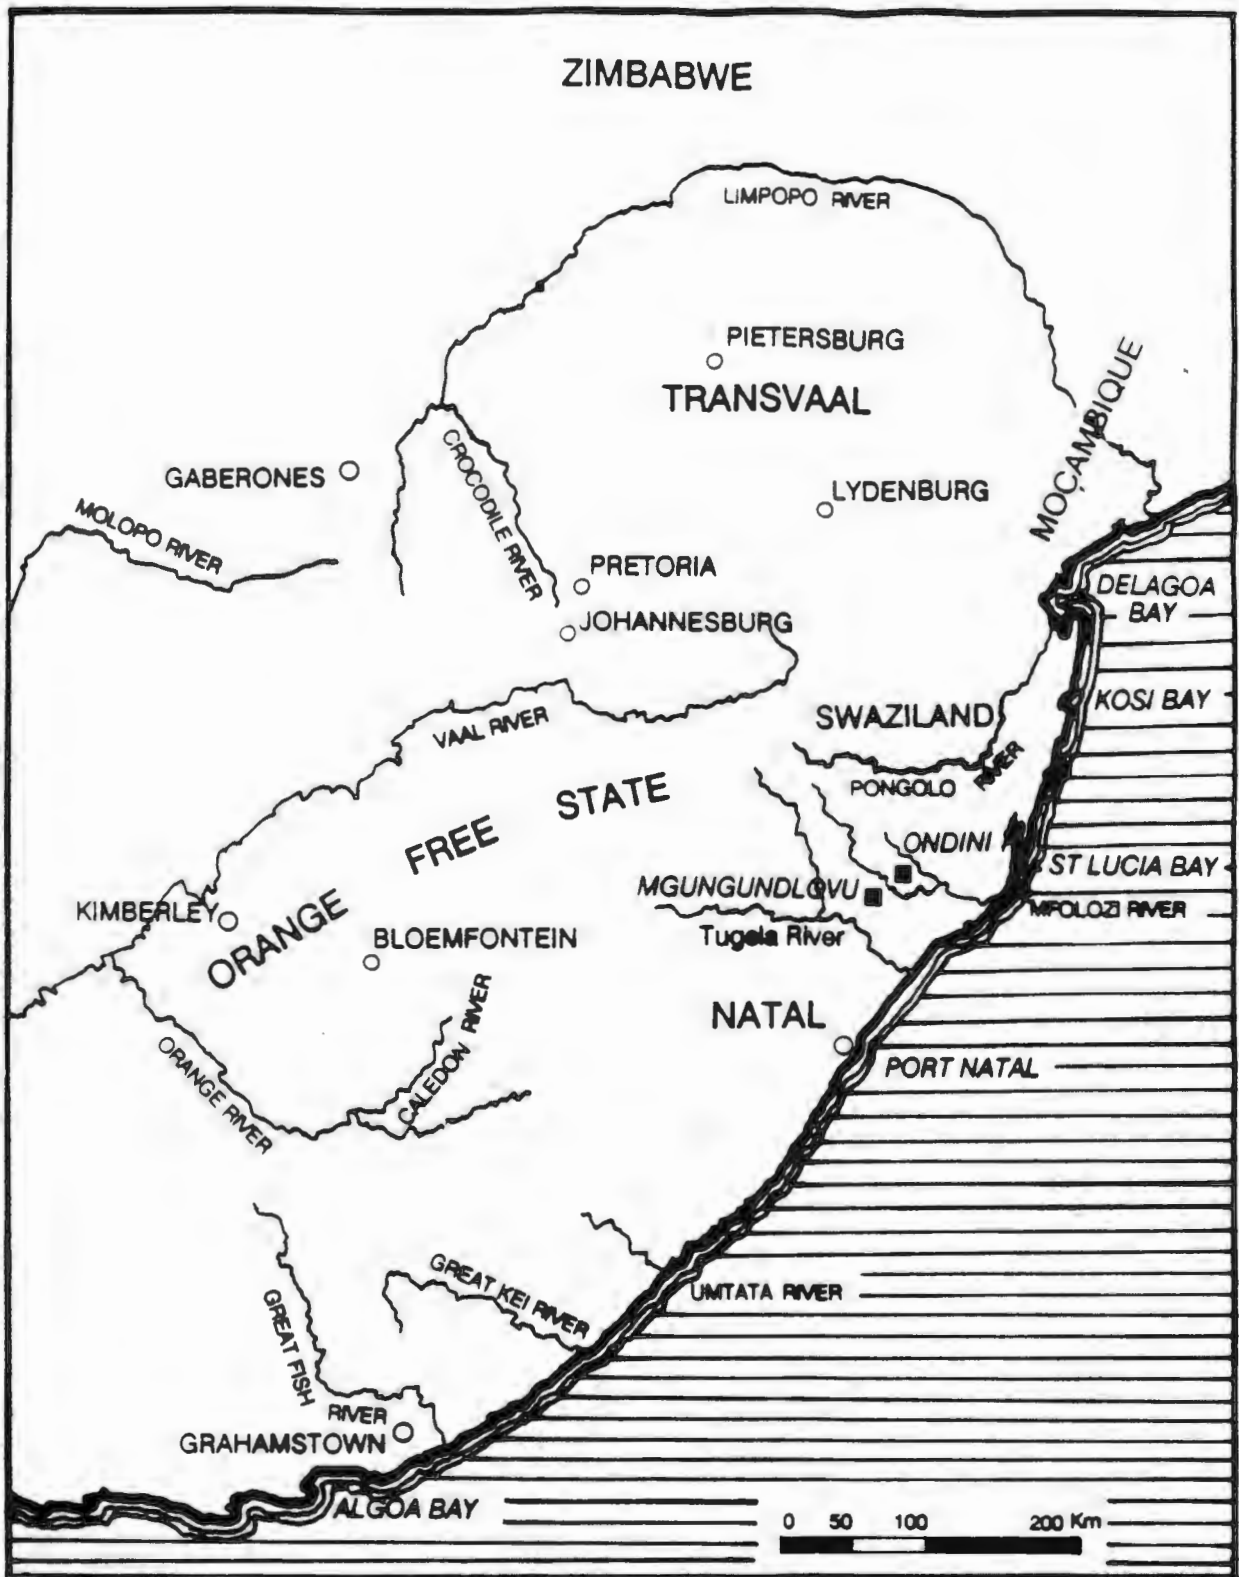 ZIMBABWE
LIMPOPO RIVER
PIETERSBURG
TRANSVAAL
MOÇAMBIQUE
CROCODILE RIVER
GABERONES
LYDENBURG
MOLOPO RIVER
PRETORIA
DELAGOA
BAY
JOHANNESBURG
KOSI BAY
SWAZILAND
VAAL RIVER
PONGOLO RIVER
ORANGE FREE STATE
ONDINI
ST LUCIA BAY
MGUNGUNDLOVU
MFOLOZI RIVER
KIMBERLEY
Tugela River
BLOEMFONTEIN
NATAL
CALEDON RIVER
ORANGE RIVER
PORT NATAL
GREAT KEI RIVER
UMTATA RIVER
GREAT FISH
RIVER
GRAHAMSTOWN
ALGOA BAY
0 50 100 200 Km